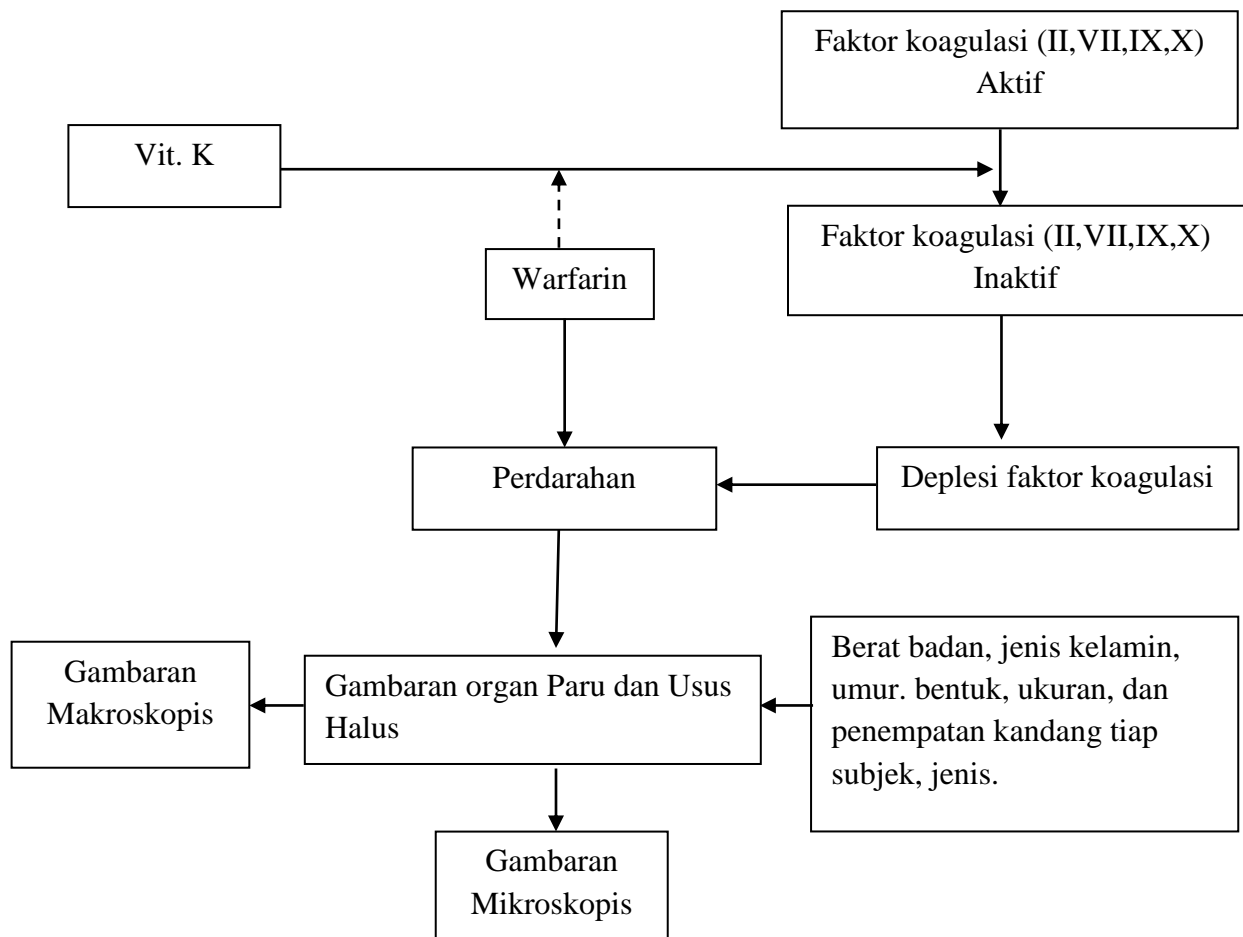 Faktor koagulasi (II,VII,IX,X)
Aktif
Vit. K
Faktor koagulasi (II,VII,IX,X)
Inaktif
Warfarin
Perdarahan
Deplesi faktor koagulasi
Gambaran
Makroskopis
Gambaran organ Paru dan Usus
Halus
Berat badan, jenis kelamin,
umur. bentuk, ukuran, dan
penempatan kandang tiap
subjek, jenis.
Gambaran
Mikroskopis